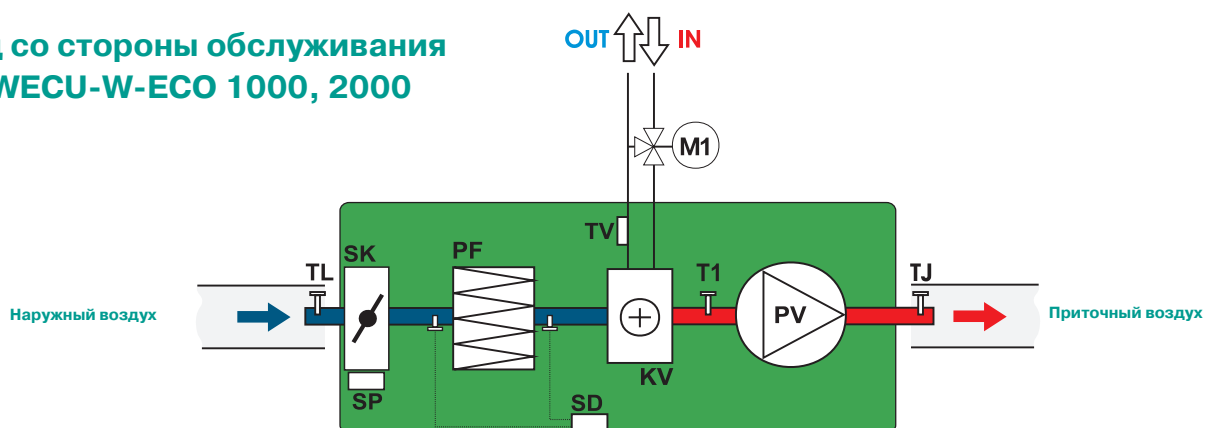 со стороны обслуживания
WECU-W-ECO 1000, 2000
OUT IN
M1
TV
SK PF
TL T1 TJ
Наружный воздух
PV
Приточный воздух
KV
SP SD